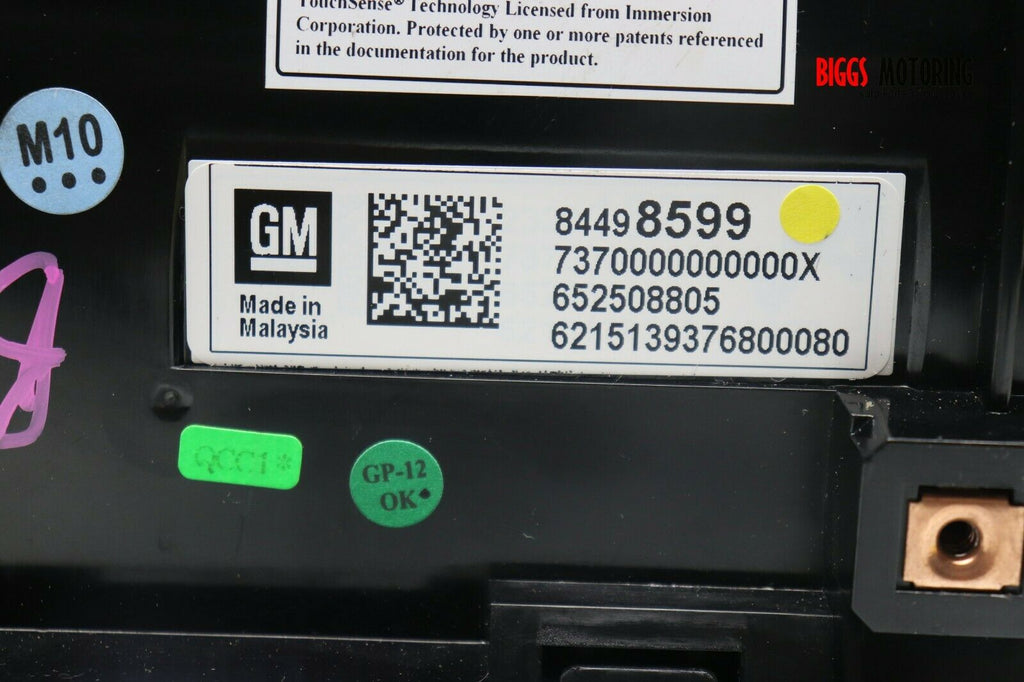 TouchSense® Technology Licensed from Immersion
Corporation. Protected by one or more patents referenced
in the documentation for the product.
BIGGS MOTORING
M10
GM
Made in
Malaysia
84498599
7370000000000X
652508805
6215139376800080
QCC1*
GP-12
OK